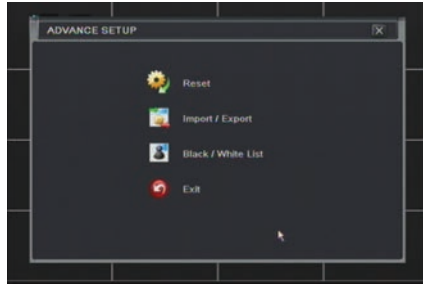 ADVANCE SETUP
Reset
Import / Export
Black / White List
Exit